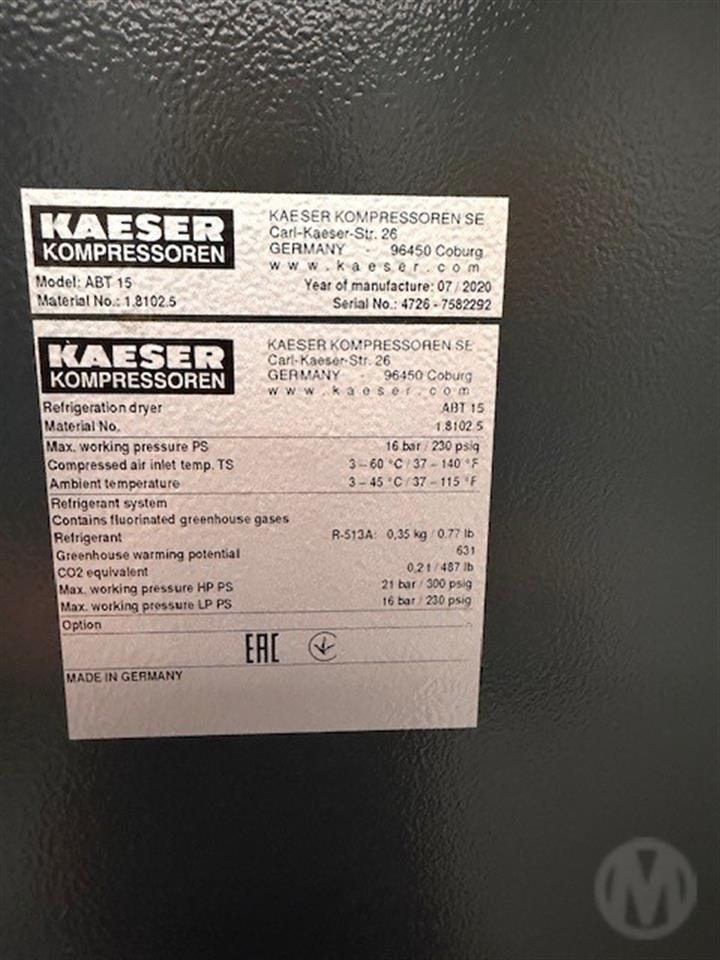 KAESER KOMPRESSOREN
KAESER KOMPRESSOREN SE
Carl-Kaeser-Str. 26
GERMANY - 96450 Coburg
www.kaeser.com
Model: ABT 15 Year of manufacture: 07 / 2020
Material No.: 1.8102.5 Serial No.: 4726 - 7582292
KAESER KOMPRESSOREN
KAESER KOMPRESSOREN SE
Carl-Kaeser-Str. 26
GERMANY - 96450 Coburg
www.kaeser.com
Refrigeration dryer ABT 15
Material No. 1.8102.5
Max. working pressure PS 16 bar / 230 psig
Compressed air inlet temp. TS 3 – 60 °C / 37 – 140 °F
Ambient temperature 3 – 45 °C / 37 – 115 °F
Refrigerant system
Contains fluorinated greenhouse gases
Refrigerant R-513A: 0,35 kg / 0.77 lb
Greenhouse warming potential 631
CO2 equivalent 0,2 t / 487 lb
Max. working pressure HP PS 21 bar / 300 psig
Max. working pressure LP PS 16 bar / 230 psig
Option -
EAC
MADE IN GERMANY
M